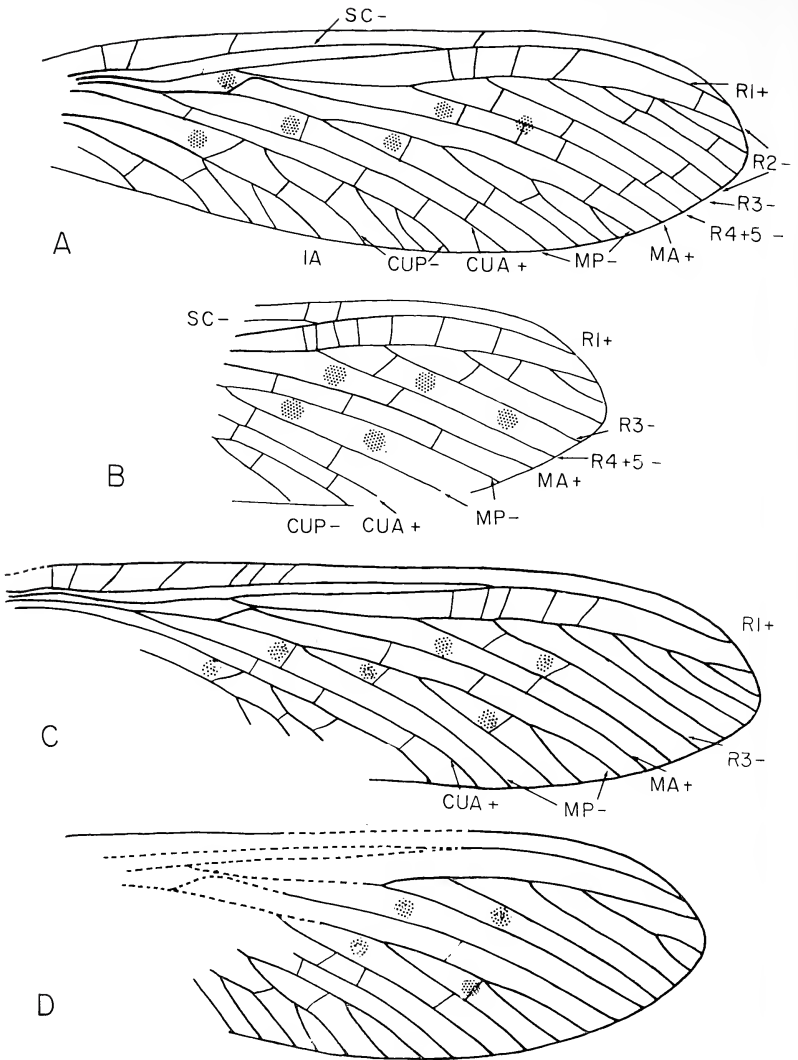 SC-
R1+
R2-
R3-
R4+5 -
MA+
MP-
CUA +
CUP-
IA
A
SC-
R1+
R3-
R4+5 -
MA+
MP-
CUA +
CUP-
B
R1+
R3-
MA+
MP-
CUA +
C
D